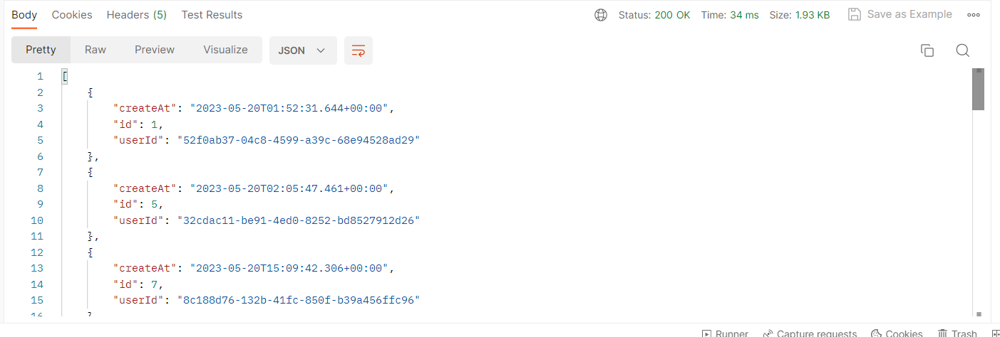 Body Cookies Headers (5) Test Results Status: 200 OK Time: 34 ms Size: 1.93 KB Save as Example
Pretty Raw Preview Visualize JSON
1 [
2 {
3 "createAt": "2023-05-20T01:52:31.644+00:00",
4 "id": 1,
5 "userId": "52f0ab37-04c8-4599-a39c-68e94528ad29"
6 },
7 {
8 "createAt": "2023-05-20T02:05:47.461+00:00",
9 "id": 5,
10 "userId": "32cdac11-be91-4ed0-8252-bd8527912d26"
11 },
12 {
13 "createAt": "2023-05-20T15:09:42.306+00:00",
14 "id": 7,
15 "userId": "8c188d76-132b-41fc-850f-b39a456ffc96"
16
Runner Capture requests Cookies Trash